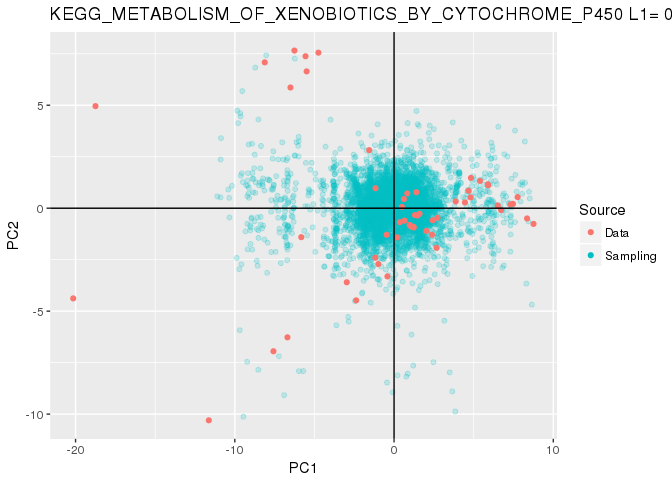 KEGG_METABOLISM_OF_XENOBIOTICS_BY_CYTOCHROME_P450 L1= 0
5
0
-5
-10
PC2
-20
-10
0
10
PC1
Source
Data
Sampling